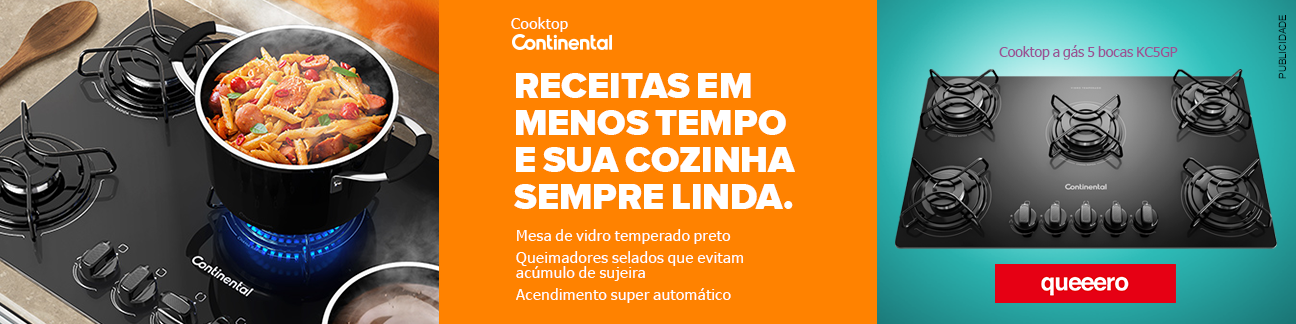 Cooktop
Continental
RECEITAS EM
MENOS TEMPO
E SUA COZINHA
SEMPRE LINDA.
Mesa de vidro temperado preto
Queimadores selados que evitam
acúmulo de sujeira
Acendimento super automático
Continental
Cooktop a gás 5 bocas KC5GP
Continental
queeero
PUBLICIDADE